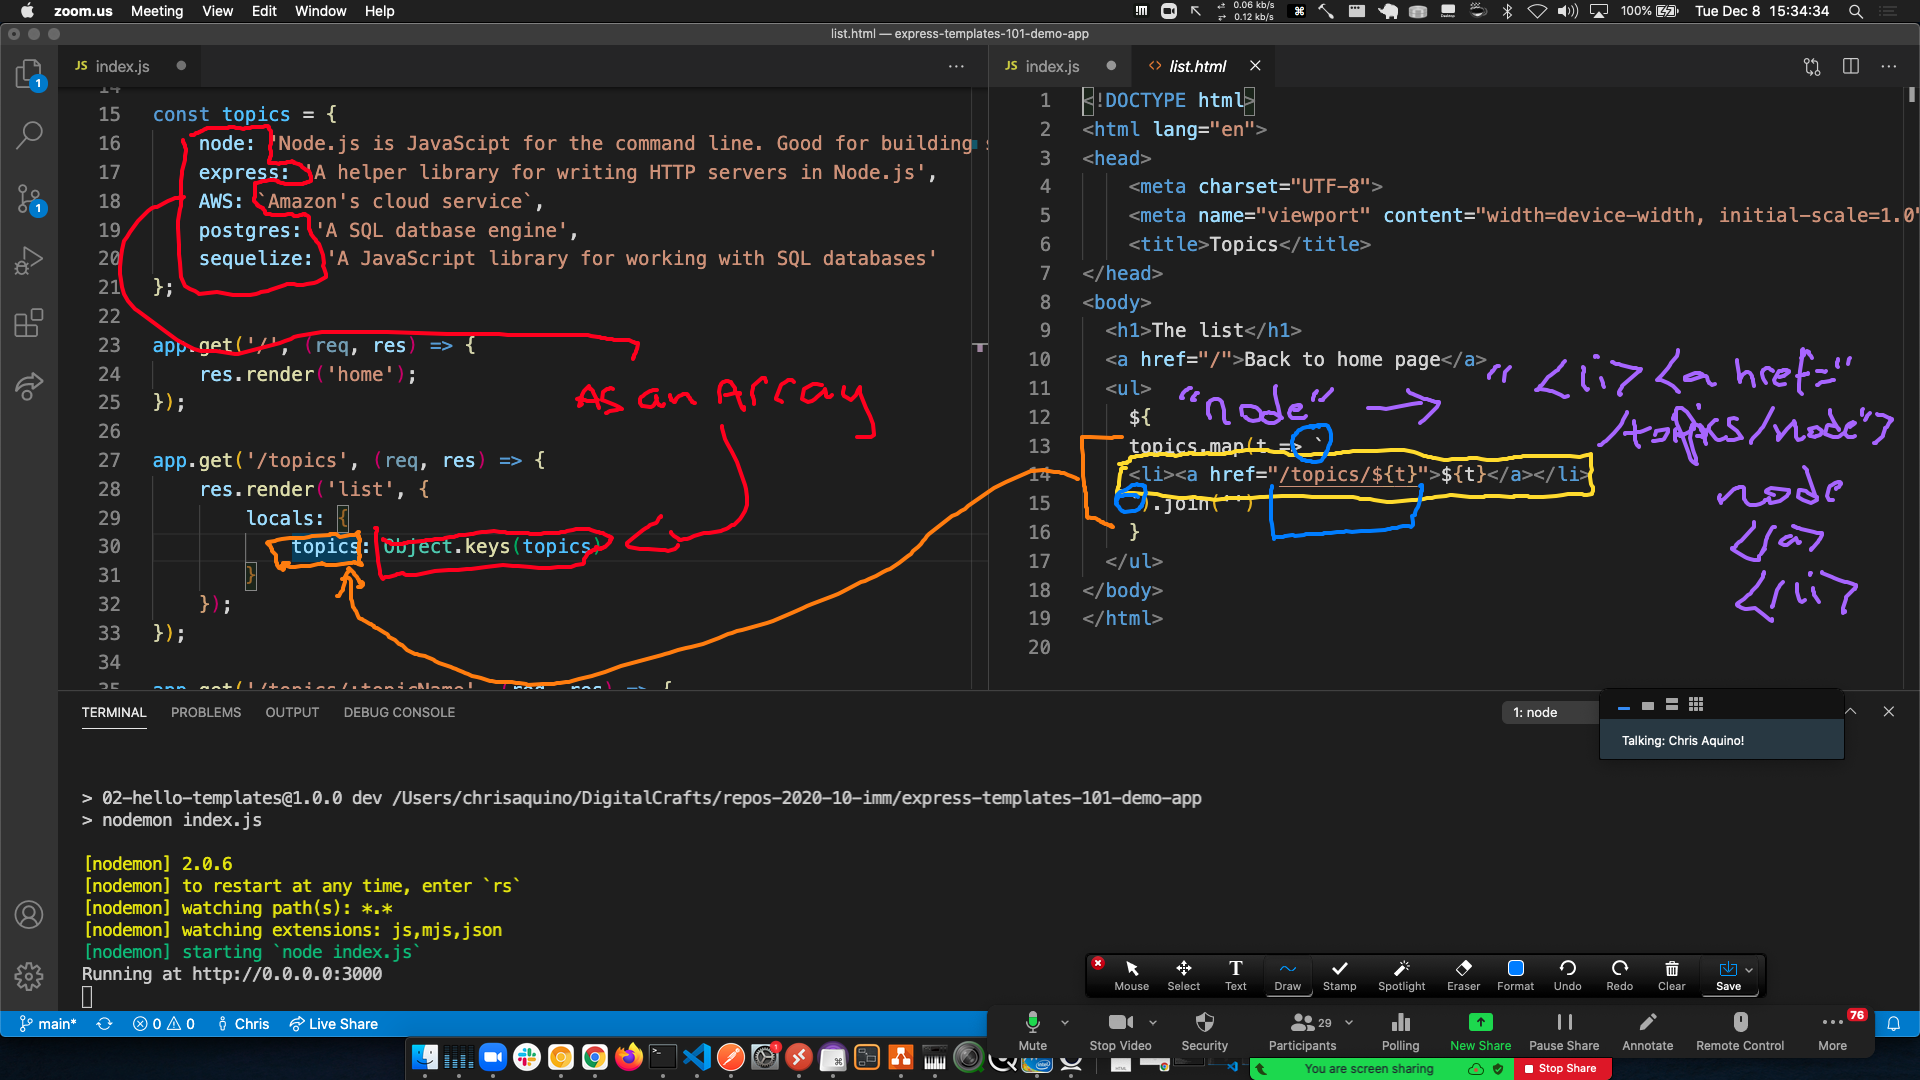 zoom.us Meeting View Edit Window Help
0.06 kb/s
0.12 kb/s
100% Tue Dec 8 15:34:34
list.html — express-templates-101-demo-app
JS index.js
JS index.js
<> list.html
14
15 const topics = {
16 node: 'Node.js is JavaScipt for the command line. Good for building s
17 express: 'A helper library for writing HTTP servers in Node.js',
18 AWS: `Amazon's cloud service`,
19 postgres: 'A SQL datbase engine',
20 sequelize: 'A JavaScript library for working with SQL databases'
21 };
22
23 app.get('/', (req, res) => {
24 res.render('home');
25 });
26
27 app.get('/topics', (req, res) => {
28 res.render('list', {
29 locals: {
30 topics: Object.keys(topics)
31 }
32 });
33 });
34
35 app.get('/topics/:topicName', (req, res) => {
As an Array
1 <!DOCTYPE html>
2 <html lang="en">
3 <head>
4 <meta charset="UTF-8">
5 <meta name="viewport" content="width=device-width, initial-scale=1.0"
6 <title>Topics</title>
7 </head>
8 <body>
9 <h1>The list</h1>
10 <a href="/">Back to home page</a>
11 <ul>
12 ${
13 topics.map(t => `
14 <li><a href="/topics/${t}">${t}</a></li>
15 `).join('')
16 }
17 </ul>
18 </body>
19 </html>
20
"node" → " <li><a href="
/topics/node">
node
</a>
</li>
TERMINAL PROBLEMS OUTPUT DEBUG CONSOLE
1: node
Talking: Chris Aquino!
> 02-hello-templates@1.0.0 dev /Users/chrisaquino/DigitalCrafts/repos-2020-10-imm/express-templates-101-demo-app
> nodemon index.js
[nodemon] 2.0.6
[nodemon] to restart at any time, enter `rs`
[nodemon] watching path(s): *.*
[nodemon] watching extensions: js,mjs,json
[nodemon] starting `node index.js`
Running at http://0.0.0.0:3000
Mouse Select Text Draw Stamp Spotlight Eraser Format Undo Redo Clear Save
main* 0 0 Chris Live Share
Mute Stop Video Security Participants 29 Polling New Share Pause Share Annotate Remote Control More 76
You are screen sharing Stop Share